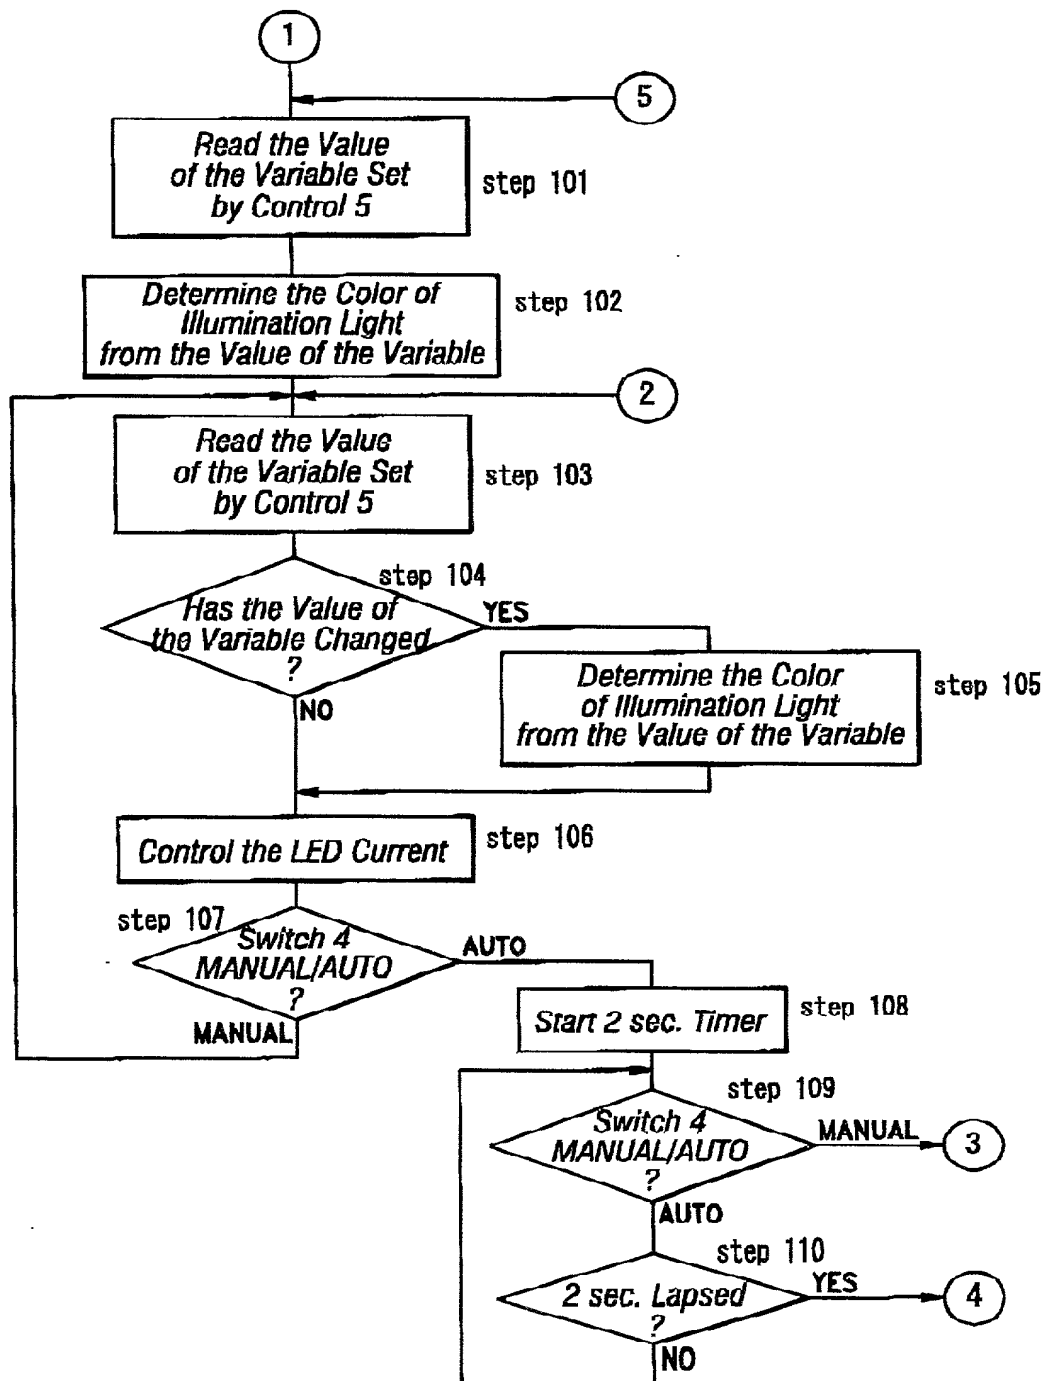 1
5
Read the Value
of the Variable Set
by Control 5
step 101
Determine the Color of
Illumination Light
from the Value of the Variable
step 102
2
Read the Value
of the Variable Set
by Control 5
step 103
step 104
Has the Value of
the Variable Changed
?
YES
NO
Determine the Color
of Illumination Light
from the Value of the Variable
step 105
Control the LED Current
step 106
step 107
Switch 4
MANUAL/AUTO
?
AUTO
MANUAL
Start 2 sec. Timer
step 108
step 109
Switch 4
MANUAL/AUTO
?
MANUAL
3
AUTO
step 110
2 sec. Lapsed
?
YES
4
NO